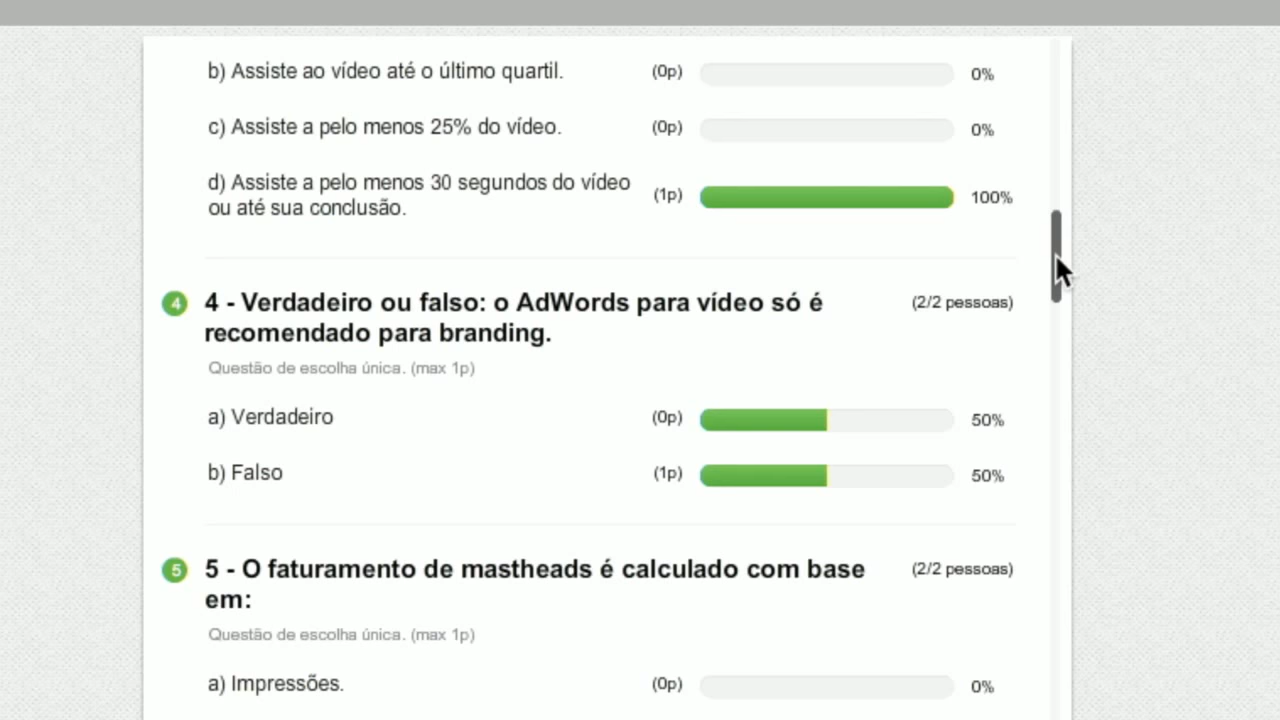 b) Assiste ao vídeo até o último quartil. (0p) 0%
c) Assiste a pelo menos 25% do vídeo. (0p) 0%
d) Assiste a pelo menos 30 segundos do vídeo
ou até sua conclusão. (1p) 100%
4 4 - Verdadeiro ou falso: o AdWords para vídeo só é (2/2 pessoas)
recomendado para branding.
Questão de escolha única. (max 1p)
a) Verdadeiro (0p) 50%
b) Falso (1p) 50%
5 5 - O faturamento de mastheads é calculado com base (2/2 pessoas)
em:
Questão de escolha única. (max 1p)
a) Impressões. (0p) 0%